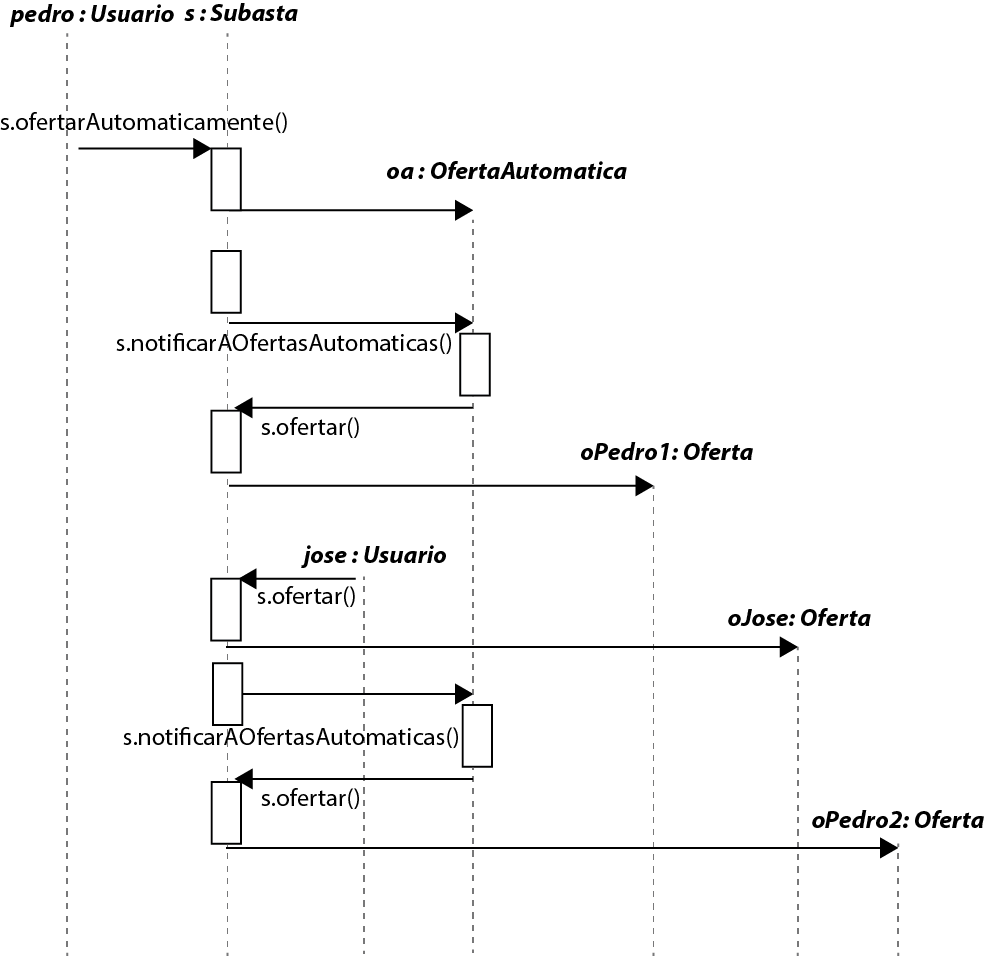 pedro : Usuario
s : Subasta
s.ofertarAutomaticamente()
oa : OfertaAutomatica
s.notificarAOfertasAutomaticas()
s.ofertar()
oPedro1: Oferta
jose : Usuario
s.ofertar()
oJose: Oferta
s.notificarAOfertasAutomaticas()
s.ofertar()
oPedro2: Oferta